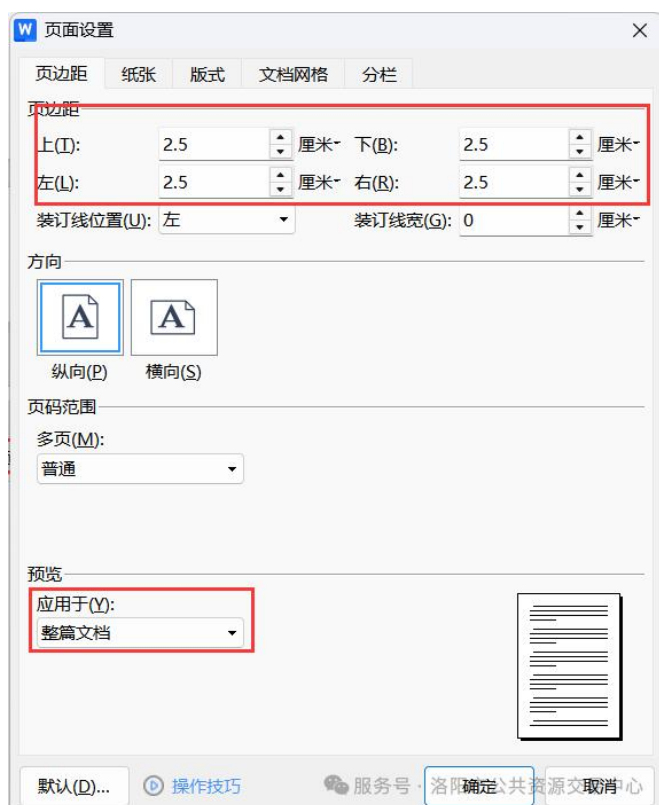 W 页面设置
页边距 纸张 版式 文档网格 分栏
页边距
上(T): 2.5 厘米 下(B): 2.5 厘米
左(L): 2.5 厘米 右(R): 2.5 厘米
装订线位置(U): 左 装订线宽(G): 0 厘米
方向
A A
纵向(P) 横向(S)
页码范围
多页(M):
普通
预览
应用于(Y):
整篇文档
默认(D)... 操作技巧 确定 取消
服务号 · 洛阳市公共资源交易中心